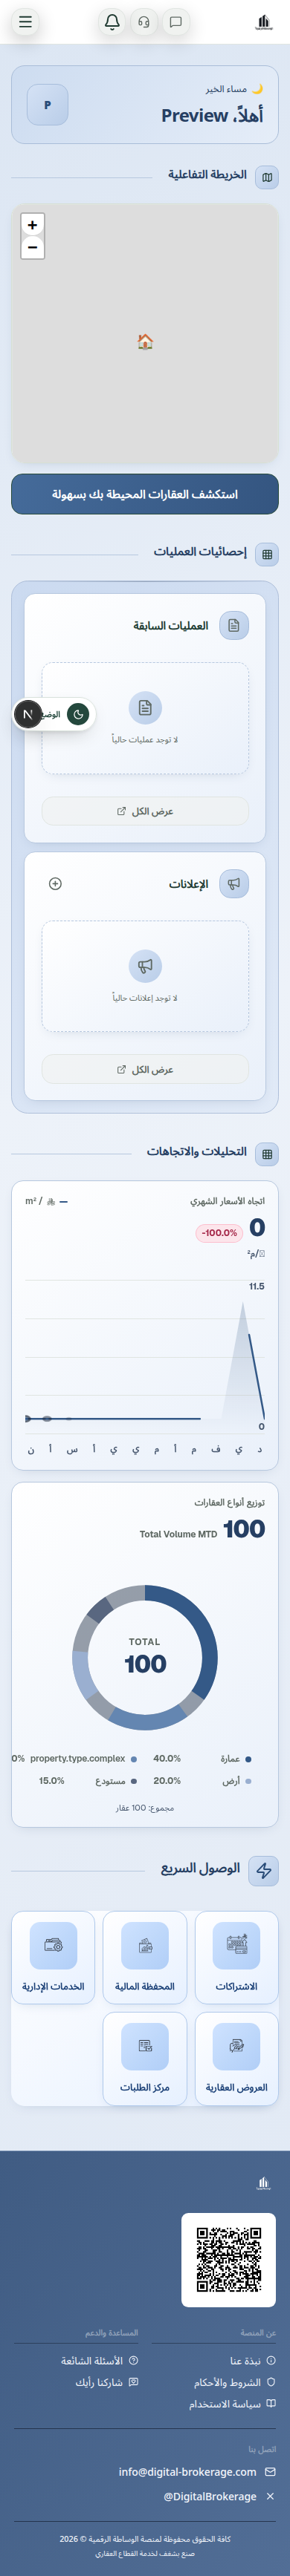 🌙 مساء الخير
أهلاً، Preview
P
الخريطة التفاعلية
+
−
استكشف العقارات المحيطة بك بسهولة
إحصائيات العمليات
العمليات السابقة
لا توجد عمليات حالياً
الوضع
N
عرض الكل
الإعلانات
لا توجد إعلانات حالياً
عرض الكل
التحليلات والاتجاهات
اتجاه الأسعار الشهري
— / m²
0
-100.0%
/م²
11.5
0
د ي ف م أ م ي ي أ س أ ن
توزيع أنواع العقارات
100 Total Volume MTD
TOTAL
100
عمارة 40.0%
property.type.complex 0%
أرض 20.0%
مستودع 15.0%
مجموع: 100 عقار
الوصول السريع
الاشتراكات
المحفظة المالية
الخدمات الإدارية
العروض العقارية
مركز الطلبات
عن المنصة
نبذة عنا
الشروط والأحكام
سياسة الاستخدام
المساعدة والدعم
الأسئلة الشائعة
شاركنا رأيك
اتصل بنا
info@digital-brokerage.com
@DigitalBrokerage
كافة الحقوق محفوظة لمنصة الوساطة الرقمية © 2026
صنع بشغف لخدمة القطاع العقاري